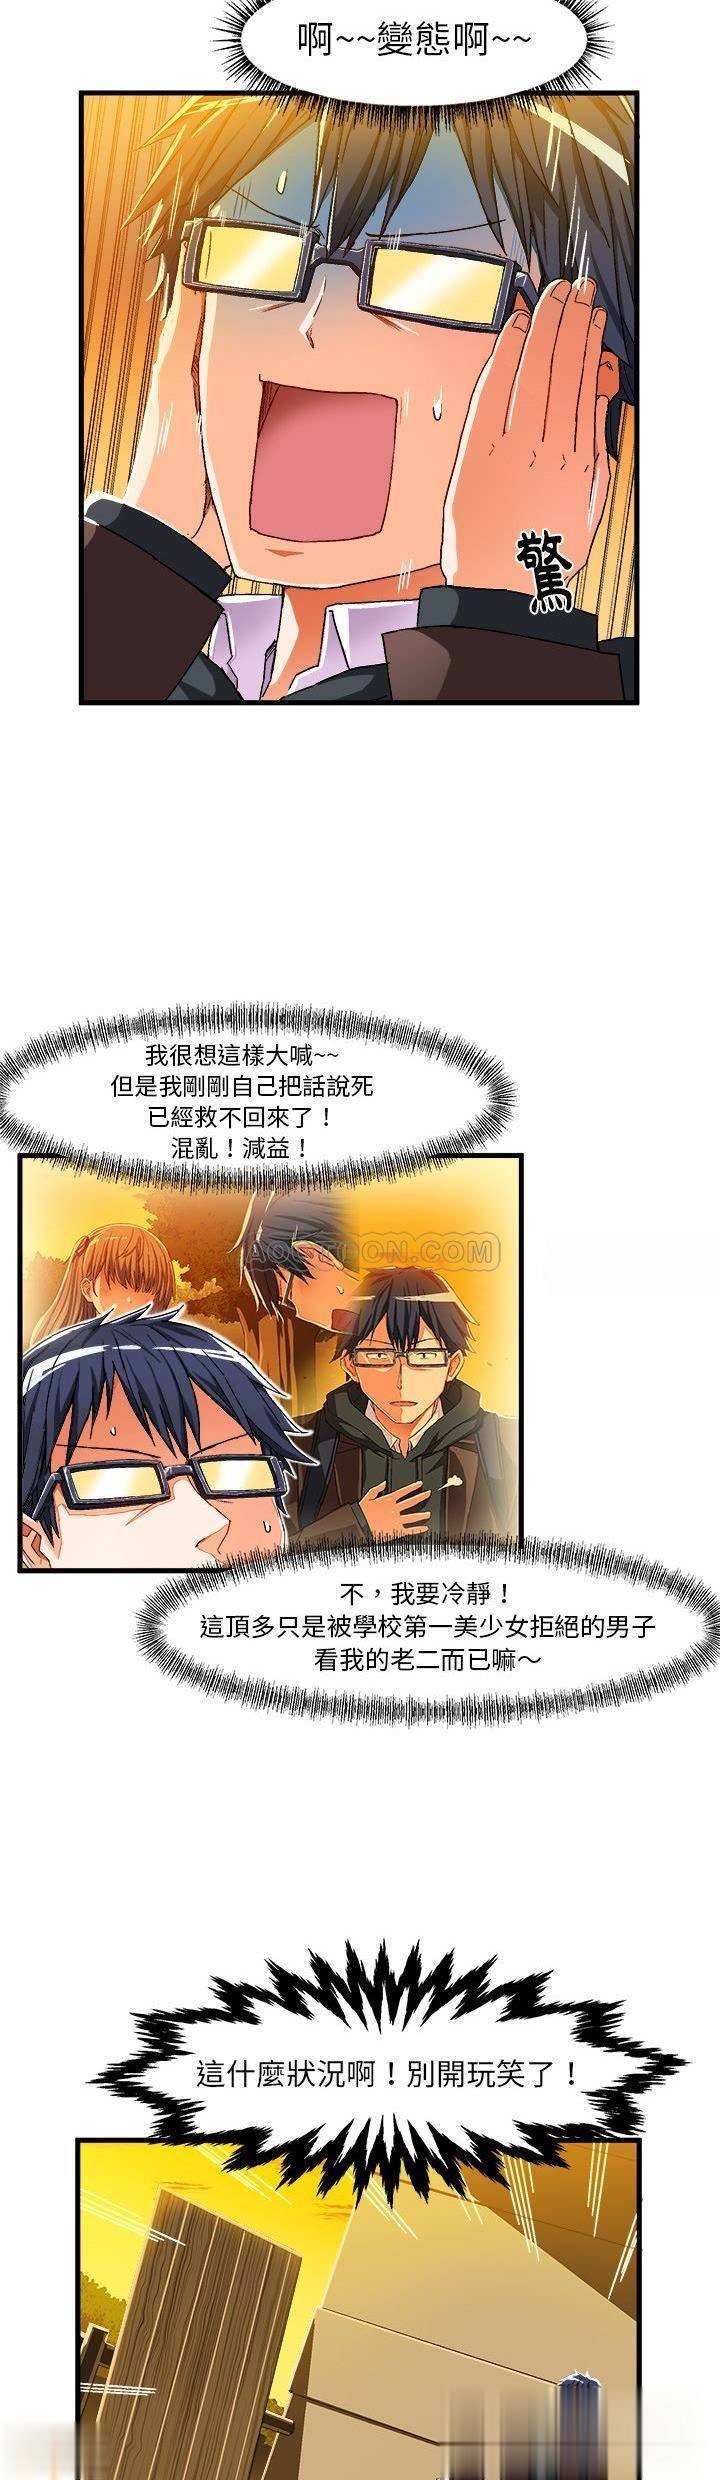 啊~~變態啊~~
驚
我很想這樣大喊~~
但是我剛剛自己把話說死
已經救不回來了！
混亂！減益！
AOGTOON.COM
不，我要冷靜！
這頂多只是被學校第一美少女拒絕的男子
看我的老二而已嘛～
這什麼狀況啊！別開玩笑了！